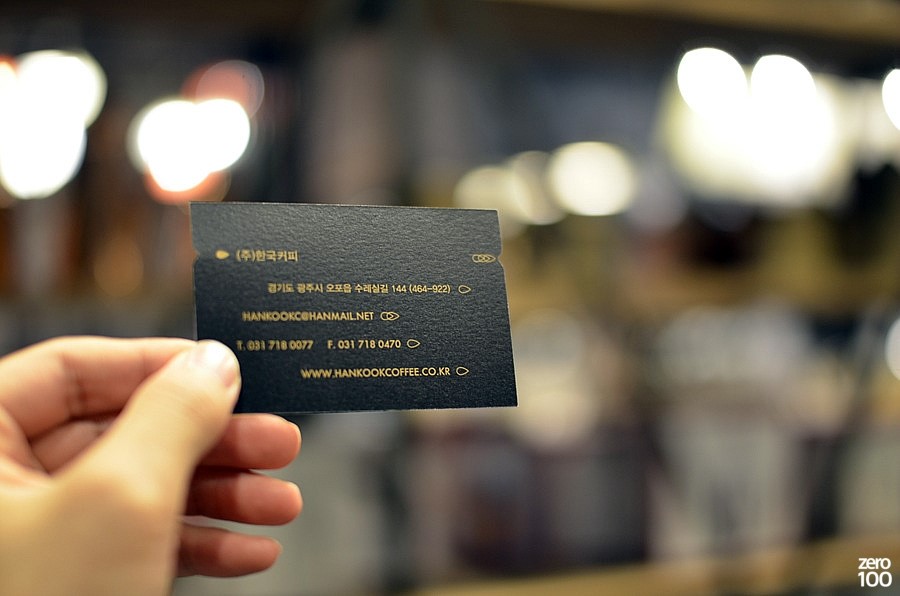 (주)한국커피
경기도 광주시 오포읍 수레실길 144 (464-922)
HANKOOKC@HANMAIL.NET
T. 031 718 0077 F. 031 718 0470
WWW.HANKOOKCOFFEE.CO.KR
zero
100